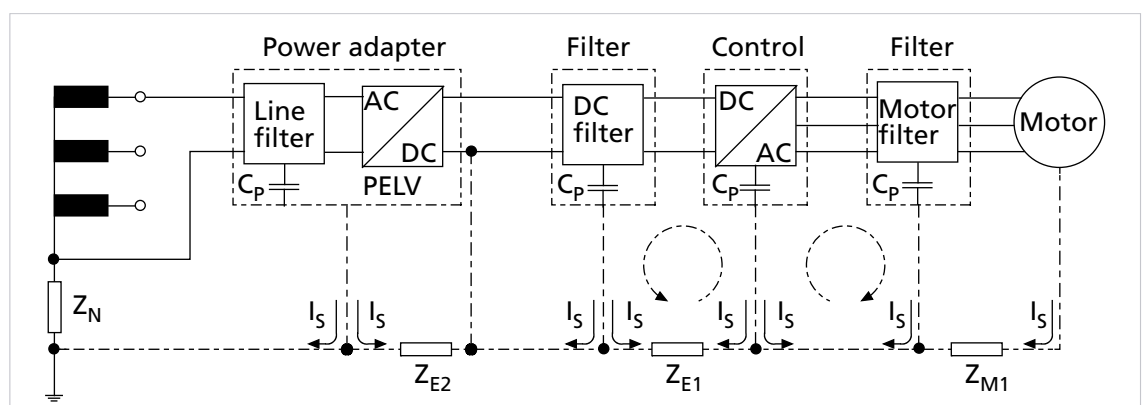 Power adapter Filter Control Filter
Line filter
AC
DC
DC filter
DC
AC
Motor filter
Motor
C_P PELV C_P C_P C_P
Z_N
I_S I_S I_S I_S I_S I_S I_S I_S
Z_E2 Z_E1 Z_M1